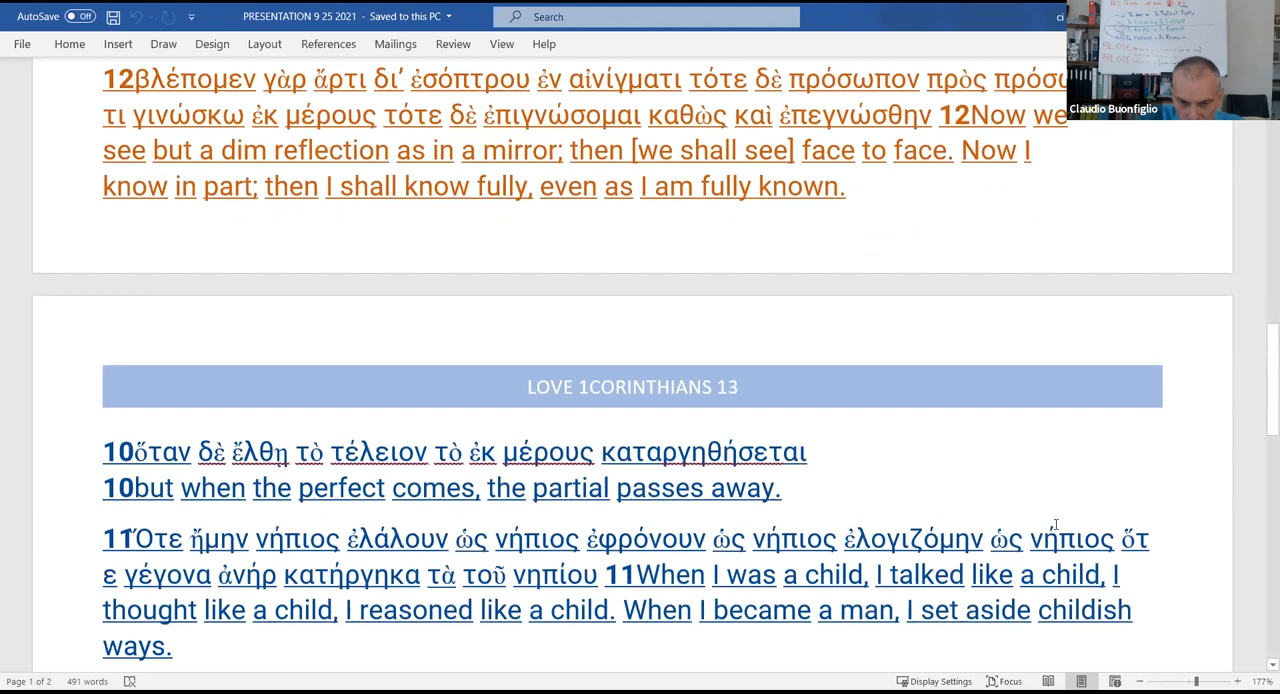 AutoSave Off
PRESENTATION 9 25 2021 - Saved to this PC
Search
ci
File Home Insert Draw Design Layout References Mailings Review View Help
Claudio Buonfiglio
12βλέπομεν γὰρ ἄρτι δι’ ἐσόπτρου ἐν αἰνίγματι τότε δὲ πρόσωπον πρὸς
τι γινώσκω ἐκ μέρους τότε δὲ ἐπιγνώσομαι καθὼς καὶ ἐπεγνώσθην 12Now we
see but a dim reflection as in a mirror; then [we shall see] face to face. Now I
know in part; then I shall know fully, even as I am fully known.
LOVE 1CORINTHIANS 13
10ὅταν δὲ ἔλθῃ τὸ τέλειον τὸ ἐκ μέρους καταργηθήσεται
10but when the perfect comes, the partial passes away.
11Ὅτε ἤμην νήπιος ἐλάλουν ὡς νήπιος ἐφρόνουν ὡς νήπιος ἐλογιζόμην ὡς νήπιος ὅτ
ε γέγονα ἀνήρ κατήργηκα τὰ τοῦ νηπίου 11When I was a child, I talked like a child, I
thought like a child, I reasoned like a child. When I became a man, I set aside childish
ways.
Page 1 of 2 491 words Display Settings Focus 177%